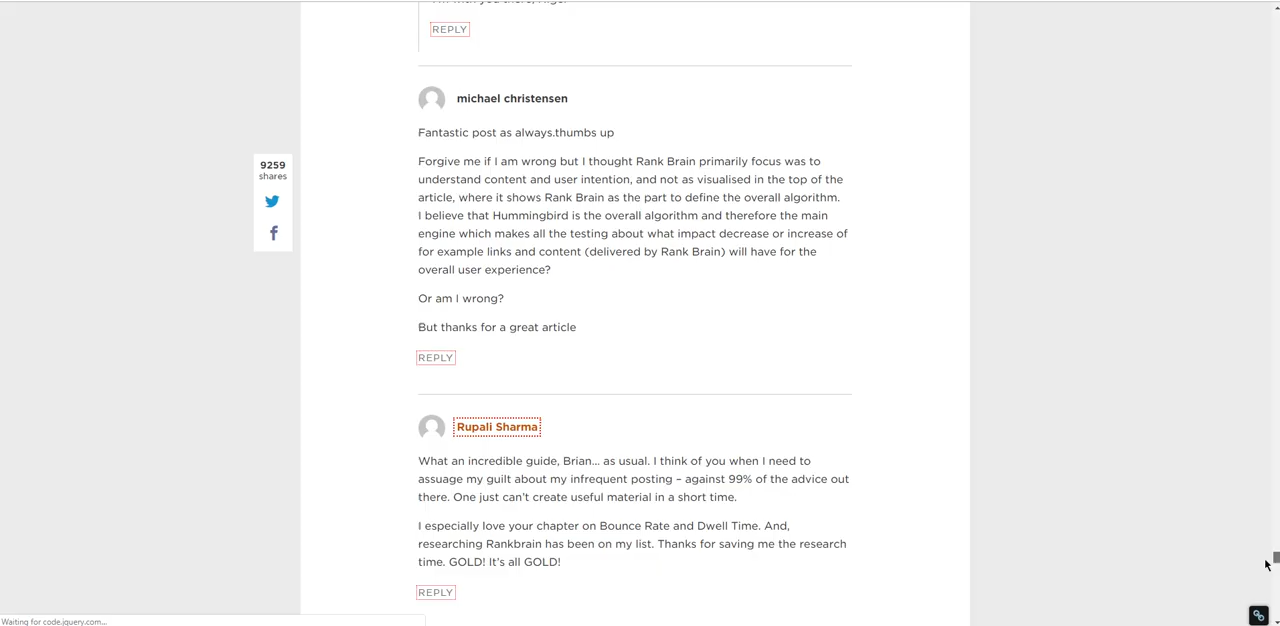 REPLY
michael christensen
Fantastic post as always.thumbs up
Forgive me if I am wrong but I thought Rank Brain primarily focus was to
understand content and user intention, and not as visualised in the top of the
article, where it shows Rank Brain as the part to define the overall algorithm.
I believe that Hummingbird is the overall algorithm and therefore the main
engine which makes all the testing about what impact decrease or increase of
for example links and content (delivered by Rank Brain) will have for the
overall user experience?
Or am I wrong?
But thanks for a great article
REPLY
9259
shares
Rupali Sharma
What an incredible guide, Brian... as usual. I think of you when I need to
assuage my guilt about my infrequent posting – against 99% of the advice out
there. One just can’t create useful material in a short time.
I especially love your chapter on Bounce Rate and Dwell Time. And,
researching Rankbrain has been on my list. Thanks for saving me the research
time. GOLD! It’s all GOLD!
REPLY
Waiting for code.jquery.com...